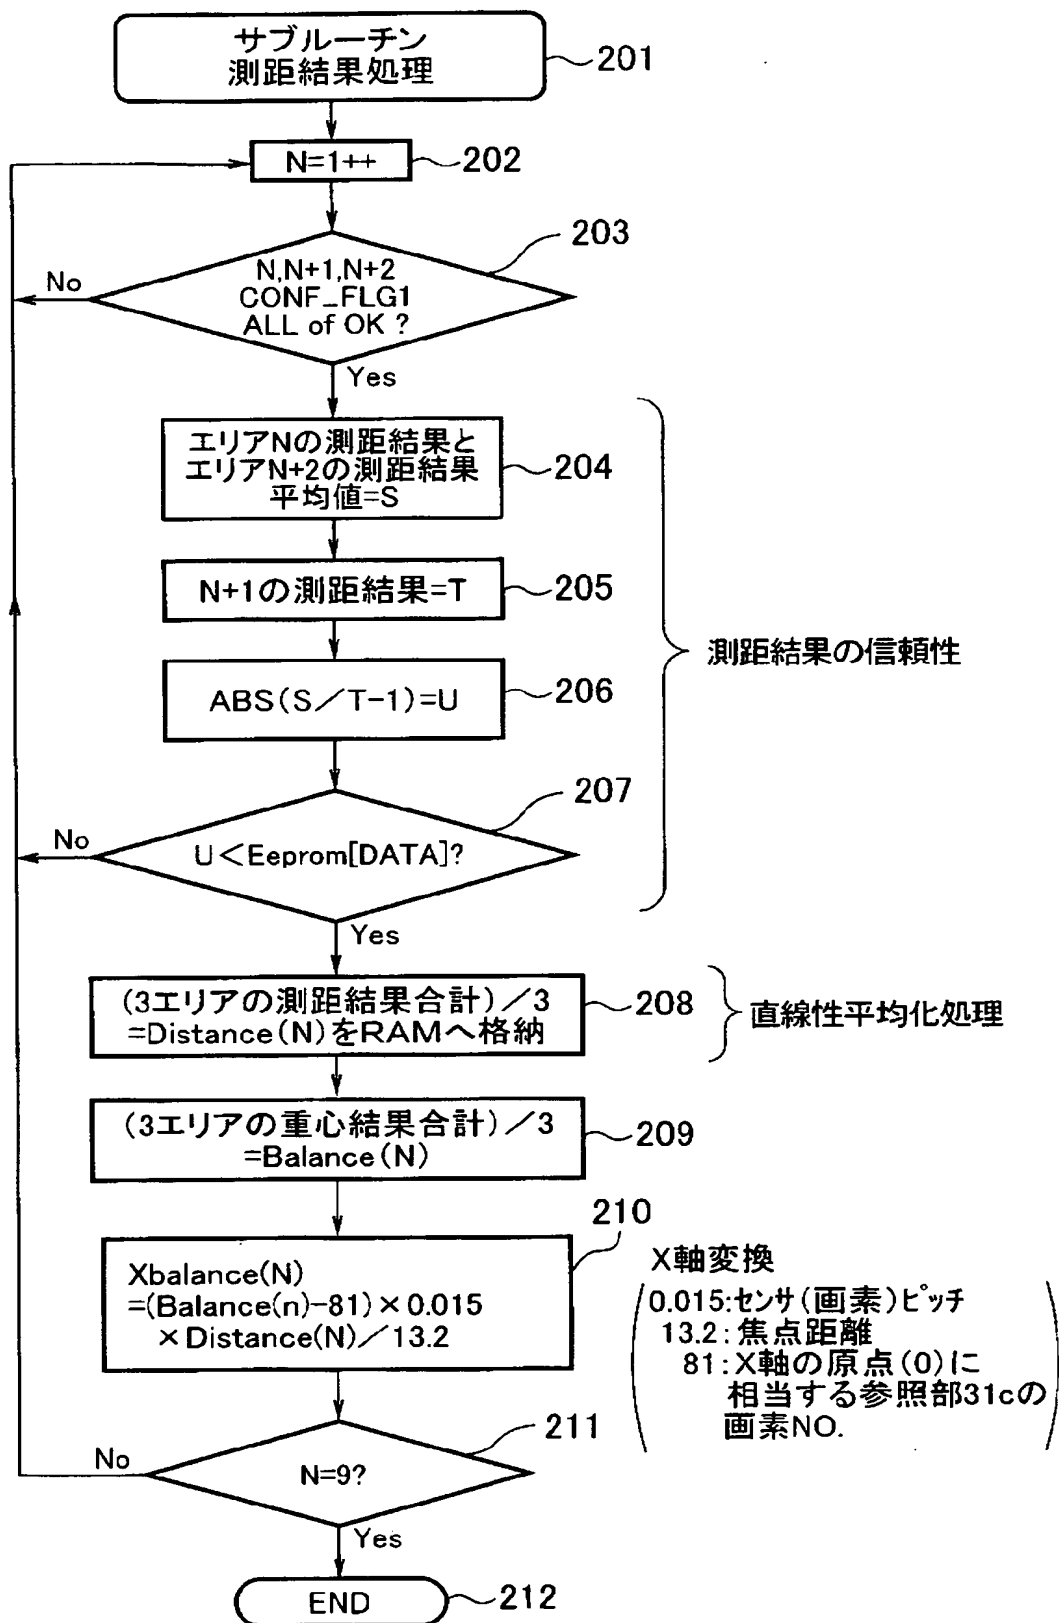 サブルーチン
測距結果処理
201
N=1++
202
203
No
N,N+1,N+2
CONF_FLG1
ALL of OK ?
Yes
エリアNの測距結果と
エリアN+2の測距結果
平均値=S
204
N+1の測距結果=T
205
ABS(S/T-1)=U
206
測距結果の信頼性
207
No
U<Eeprom[DATA]?
Yes
(3エリアの測距結果合計)/3
=Distance(N)をRAMへ格納
208
直線性平均化処理
(3エリアの重心結果合計)/3
=Balance(N)
209
210
Xbalance(N)
=(Balance(n)-81)×0.015
×Distance(N)/13.2
X軸変換
0.015:センサ(画素)ピッチ
13.2:焦点距離
81:X軸の原点(0)に
相当する参照部31cの
画素NO.
211
No
N=9?
Yes
END
212